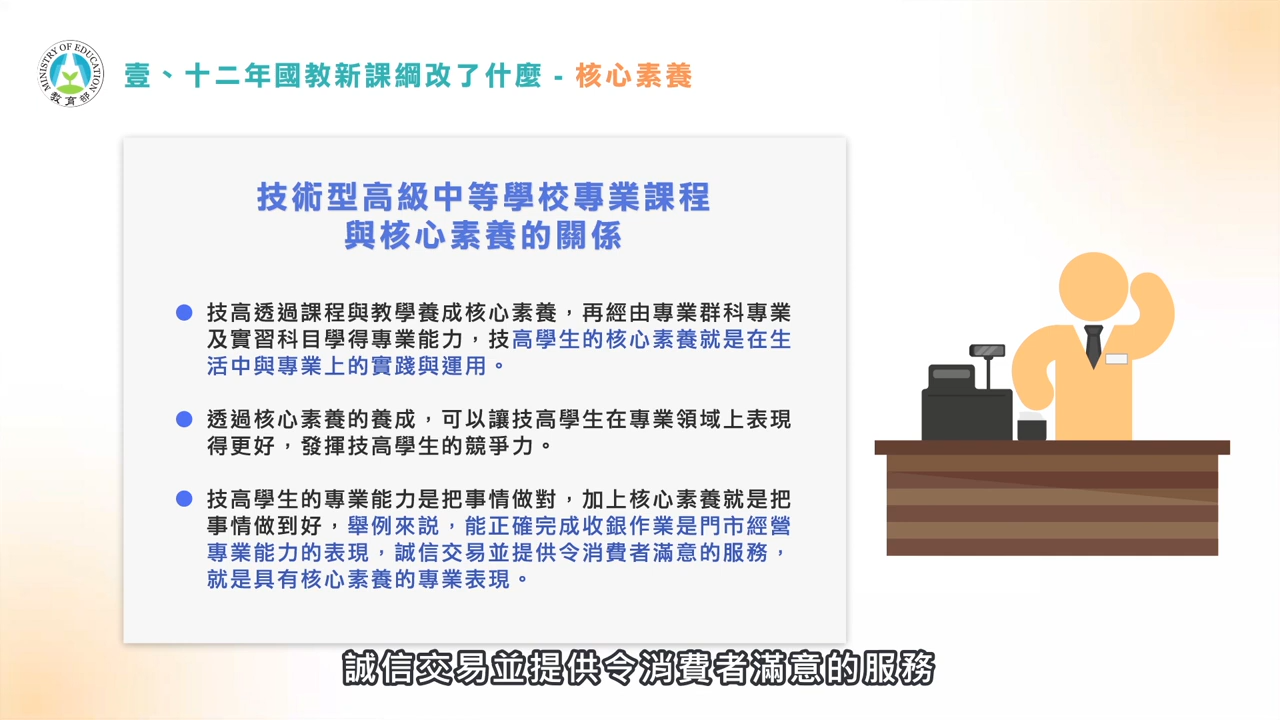 MINISTRY OF EDUCATION
教育部
壹、十二年國教新課綱改了什麼 - 核心素養
技術型高級中等學校專業課程
與核心素養的關係
技高透過課程與教學養成核心素養，再經由專業群科專業
及實習科目學得專業能力，技高學生的核心素養就是在生
活中與專業上的實踐與運用。
透過核心素養的養成，可以讓技高學生在專業領域上表現
得更好，發揮技高學生的競爭力。
技高學生的專業能力是把事情做對，加上核心素養就是把
事情做到好，舉例來說，能正確完成收銀作業是門市經營
專業能力的表現，誠信交易並提供令消費者滿意的服務，
就是具有核心素養的專業表現。
誠信交易並提供令消費者滿意的服務